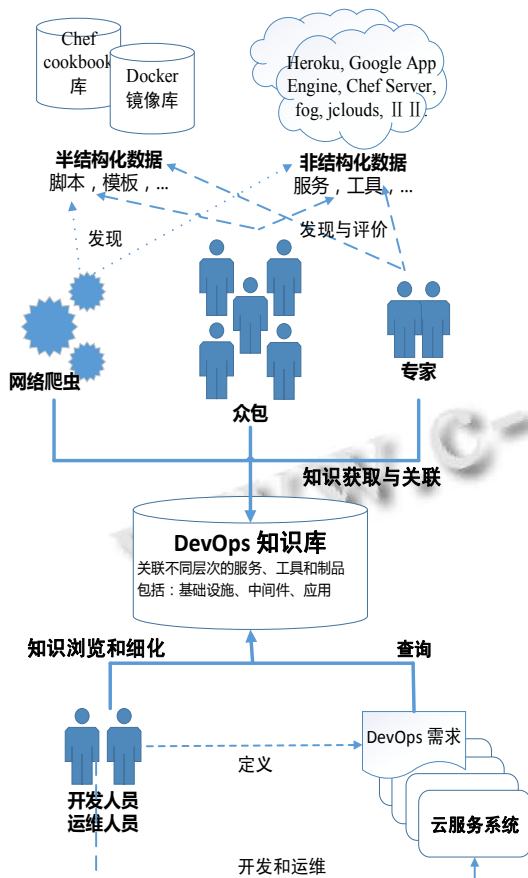 Chef
cookbook
库
Docker
镜像库
Heroku, Google App
Engine, Chef Server,
fog, jclouds, ⅡⅡ.
半结构化数据
脚本，模板，...
非结构化数据
服务，工具，...
发现
发现与评价
网络爬虫
众包
专家
知识获取与关联
DevOps 知识库
关联不同层次的服务、工具和制品
包括：基础设施、中间件、应用
知识浏览和细化
查询
DevOps 需求
定义
开发人员
运维人员
云服务系统
开发和运维